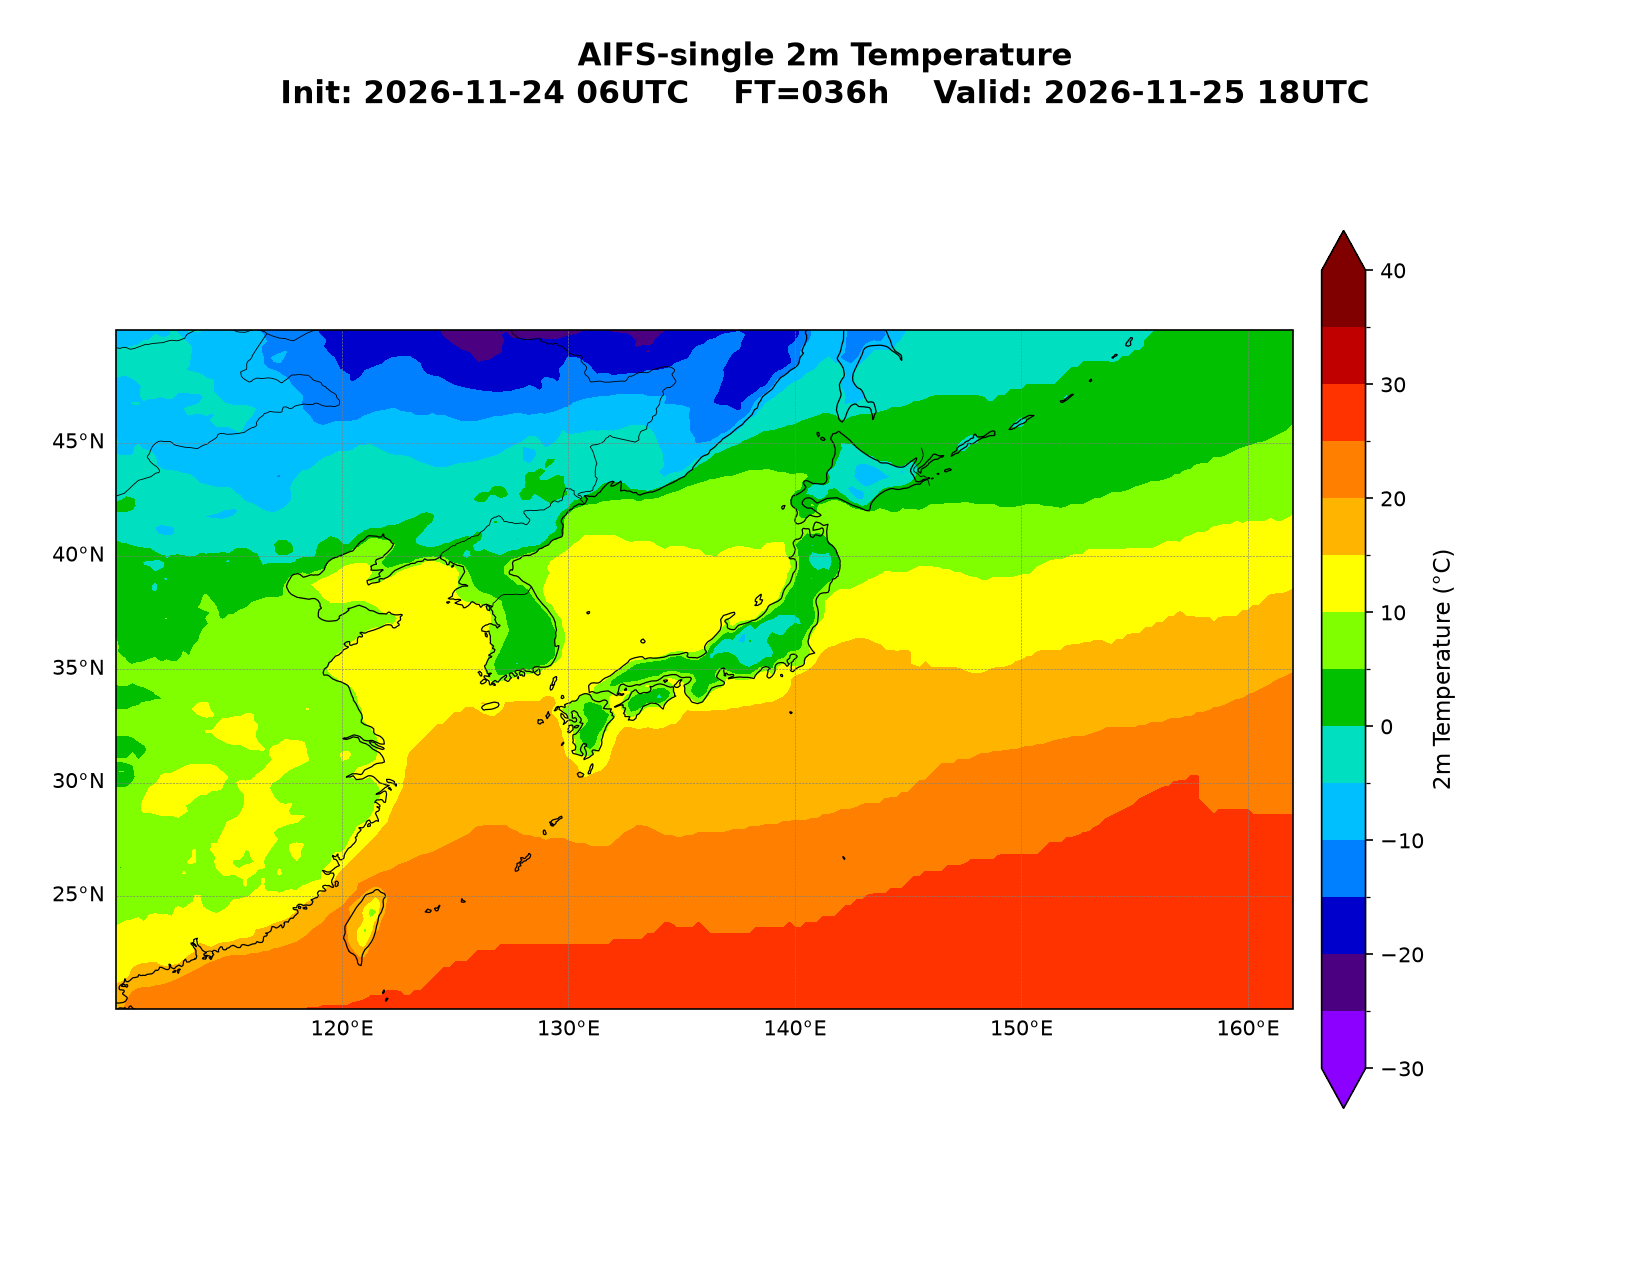 AIFS-single 2m Temperature
Init: 2026-11-24 06UTC    FT=036h    Valid: 2026-11-25 18UTC
45°N
40°N
35°N
30°N
25°N
120°E
130°E
140°E
150°E
160°E
40
30
20
10
0
−10
−20
−30
2m Temperature (°C)